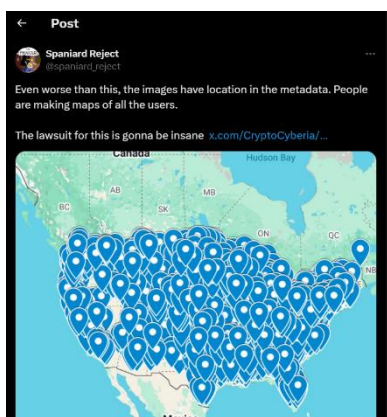 Post
Spaniard Reject
@spaniard_reject
Even worse than this, the images have location in the metadata. People
are making maps of all the users.
The lawsuit for this is gonna be insane x.com/CryptoCyberia/...
Canada
Hudson Bay
AB
MB
BC
SK
ON
QC
NB